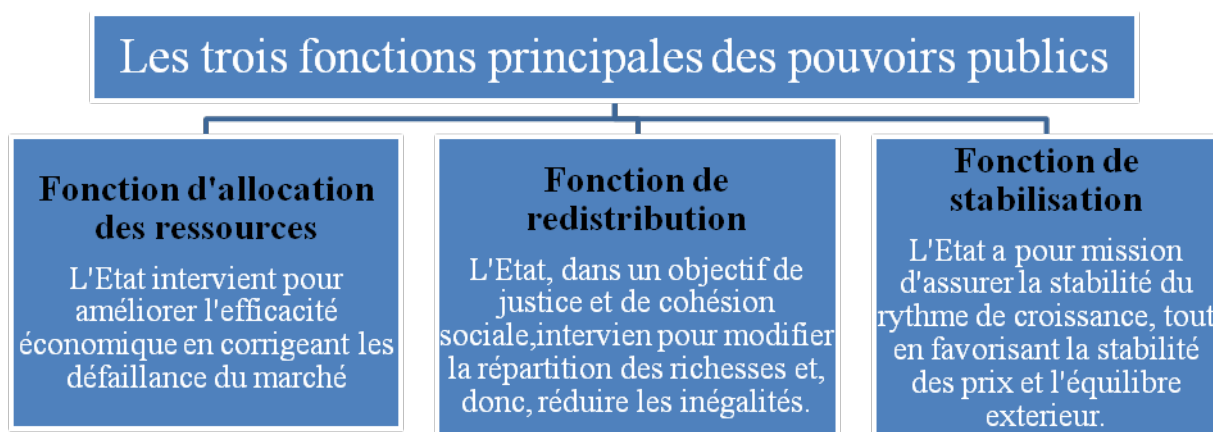 Les trois fonctions principales des pouvoirs publics
Fonction d'allocation
des ressources
L'Etat intervient pour
améliorer l'efficacité
économique en corrigeant les
défaillance du marché
Fonction de
redistribution
L'Etat, dans un objectif de
justice et de cohésion
sociale,intervien pour modifier
la répartition des richesses et,
donc, réduire les inégalités.
Fonction de
stabilisation
L'Etat a pour mission
d'assurer la stabilité du
rythme de croissance, tout
en favorisant la stabilité
des prix et l'équilibre
exterieur.